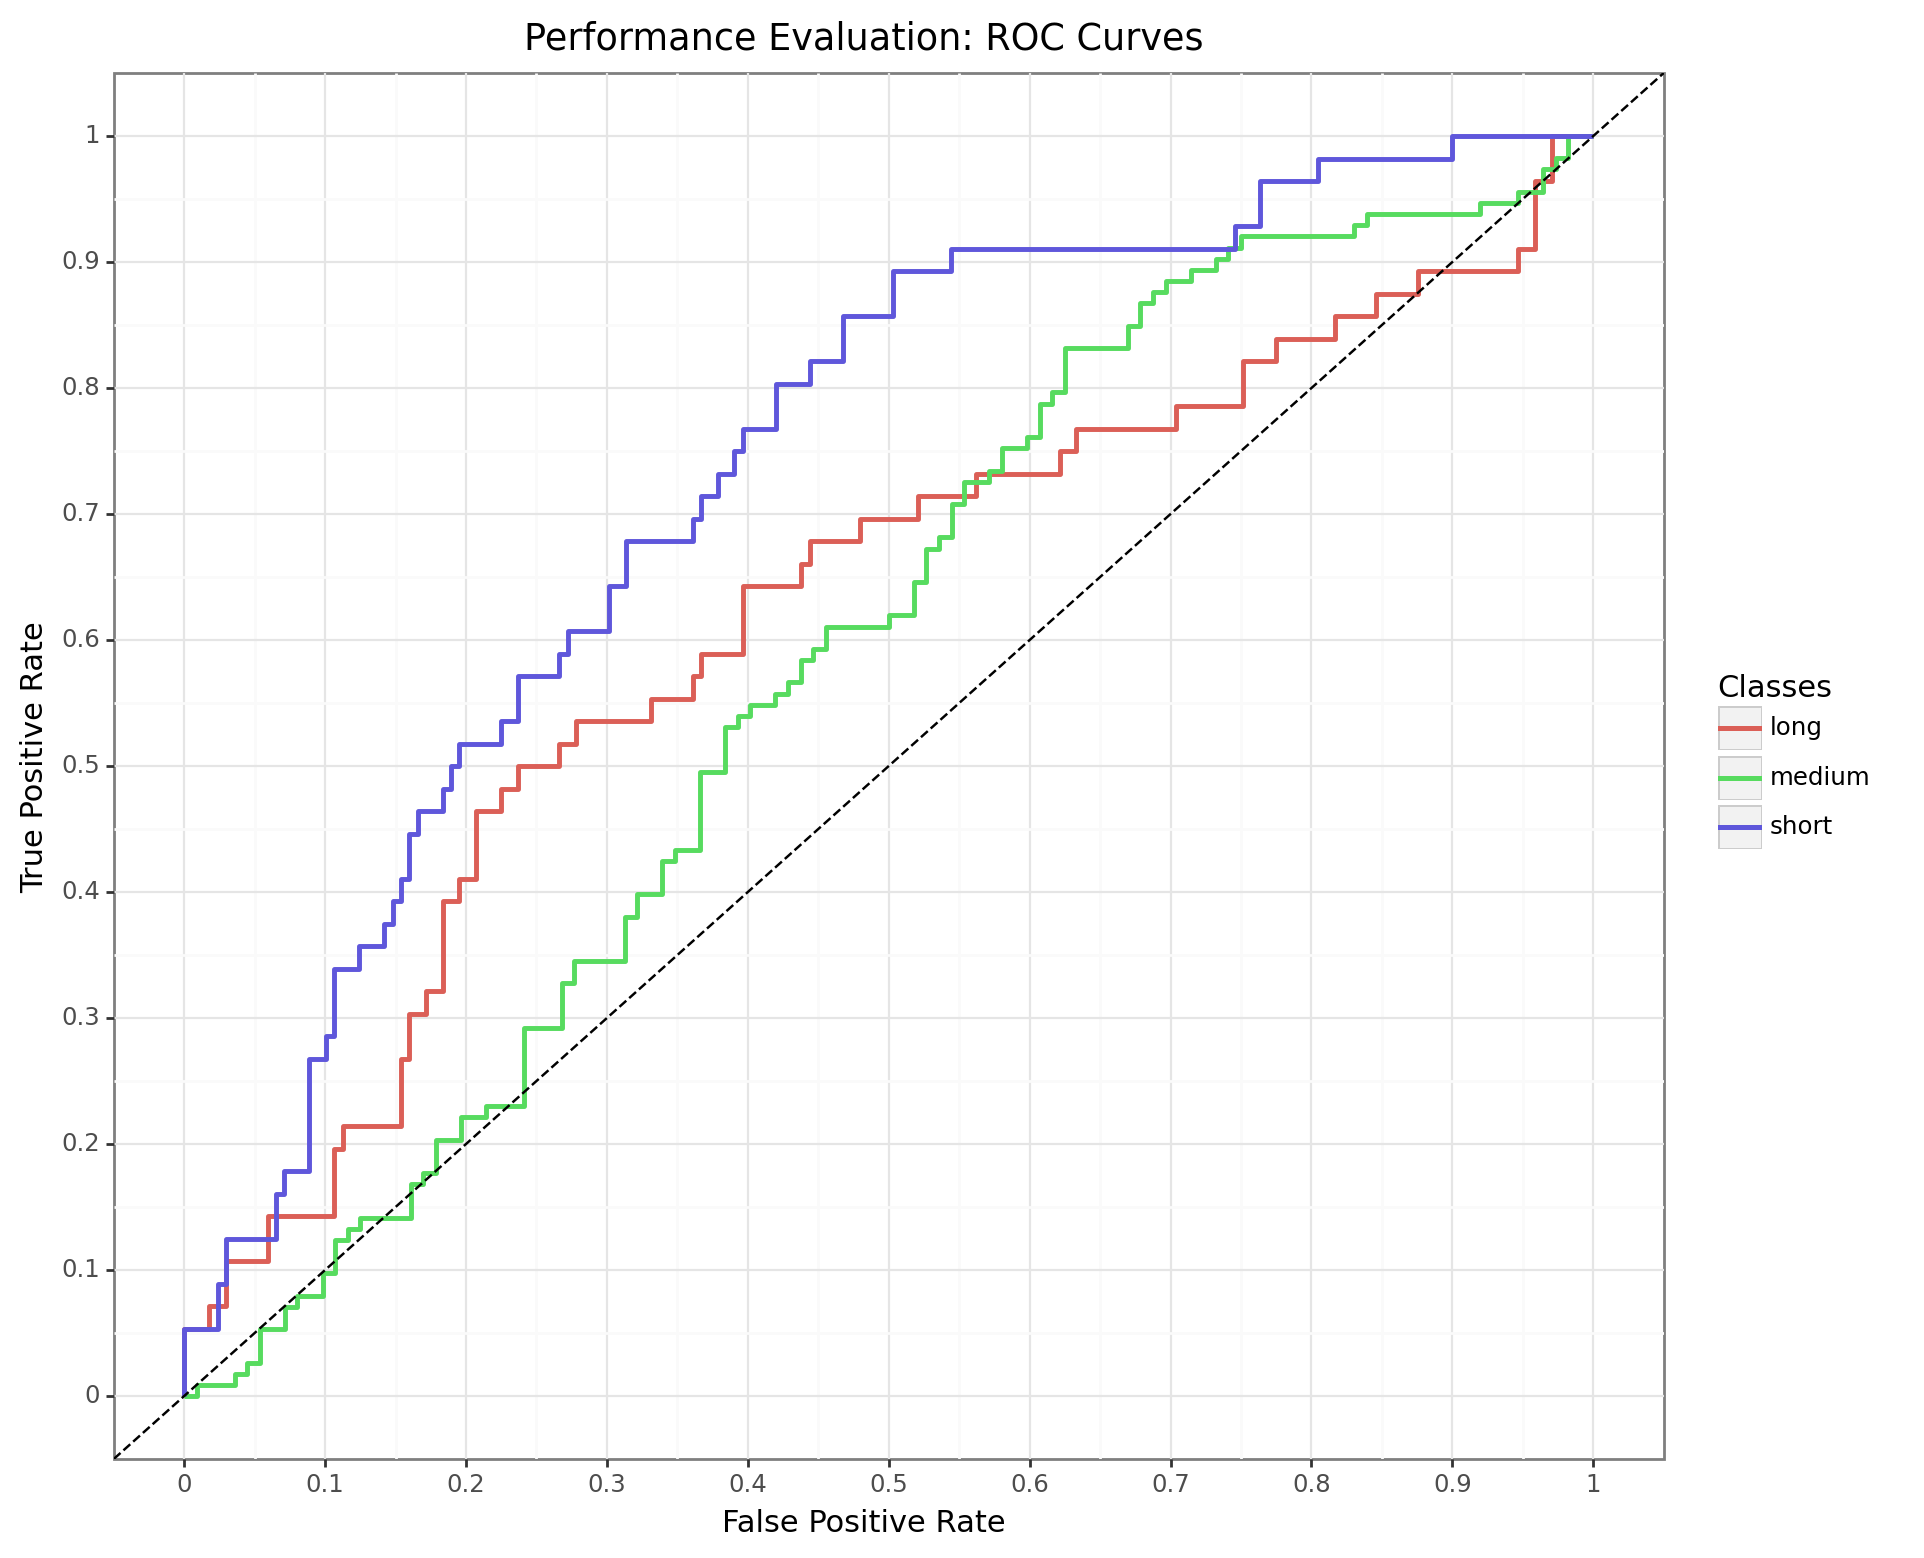 Performance Evaluation: ROC Curves
1
0.9
0.8
0.7
0.6
0.5
0.4
0.3
0.2
0.1
0
True Positive Rate
0 0.1 0.2 0.3 0.4 0.5 0.6 0.7 0.8 0.9 1
False Positive Rate
Classes
long
medium
short